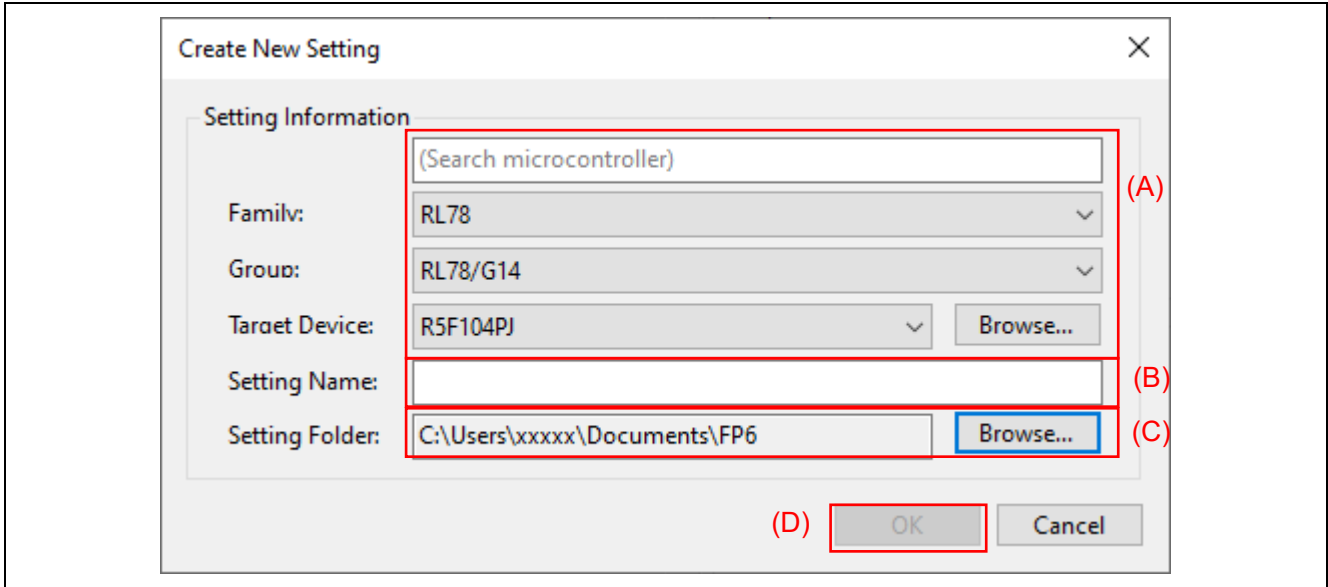 Create New Setting
Setting Information
(Search microcontroller)
(A)
Family: RL78
Group: RL78/G14
Target Device: R5F104PJ Browse...
Setting Name: (B)
Setting Folder: C:\Users\xxxxx\Documents\FP6 Browse... (C)
(D) OK Cancel